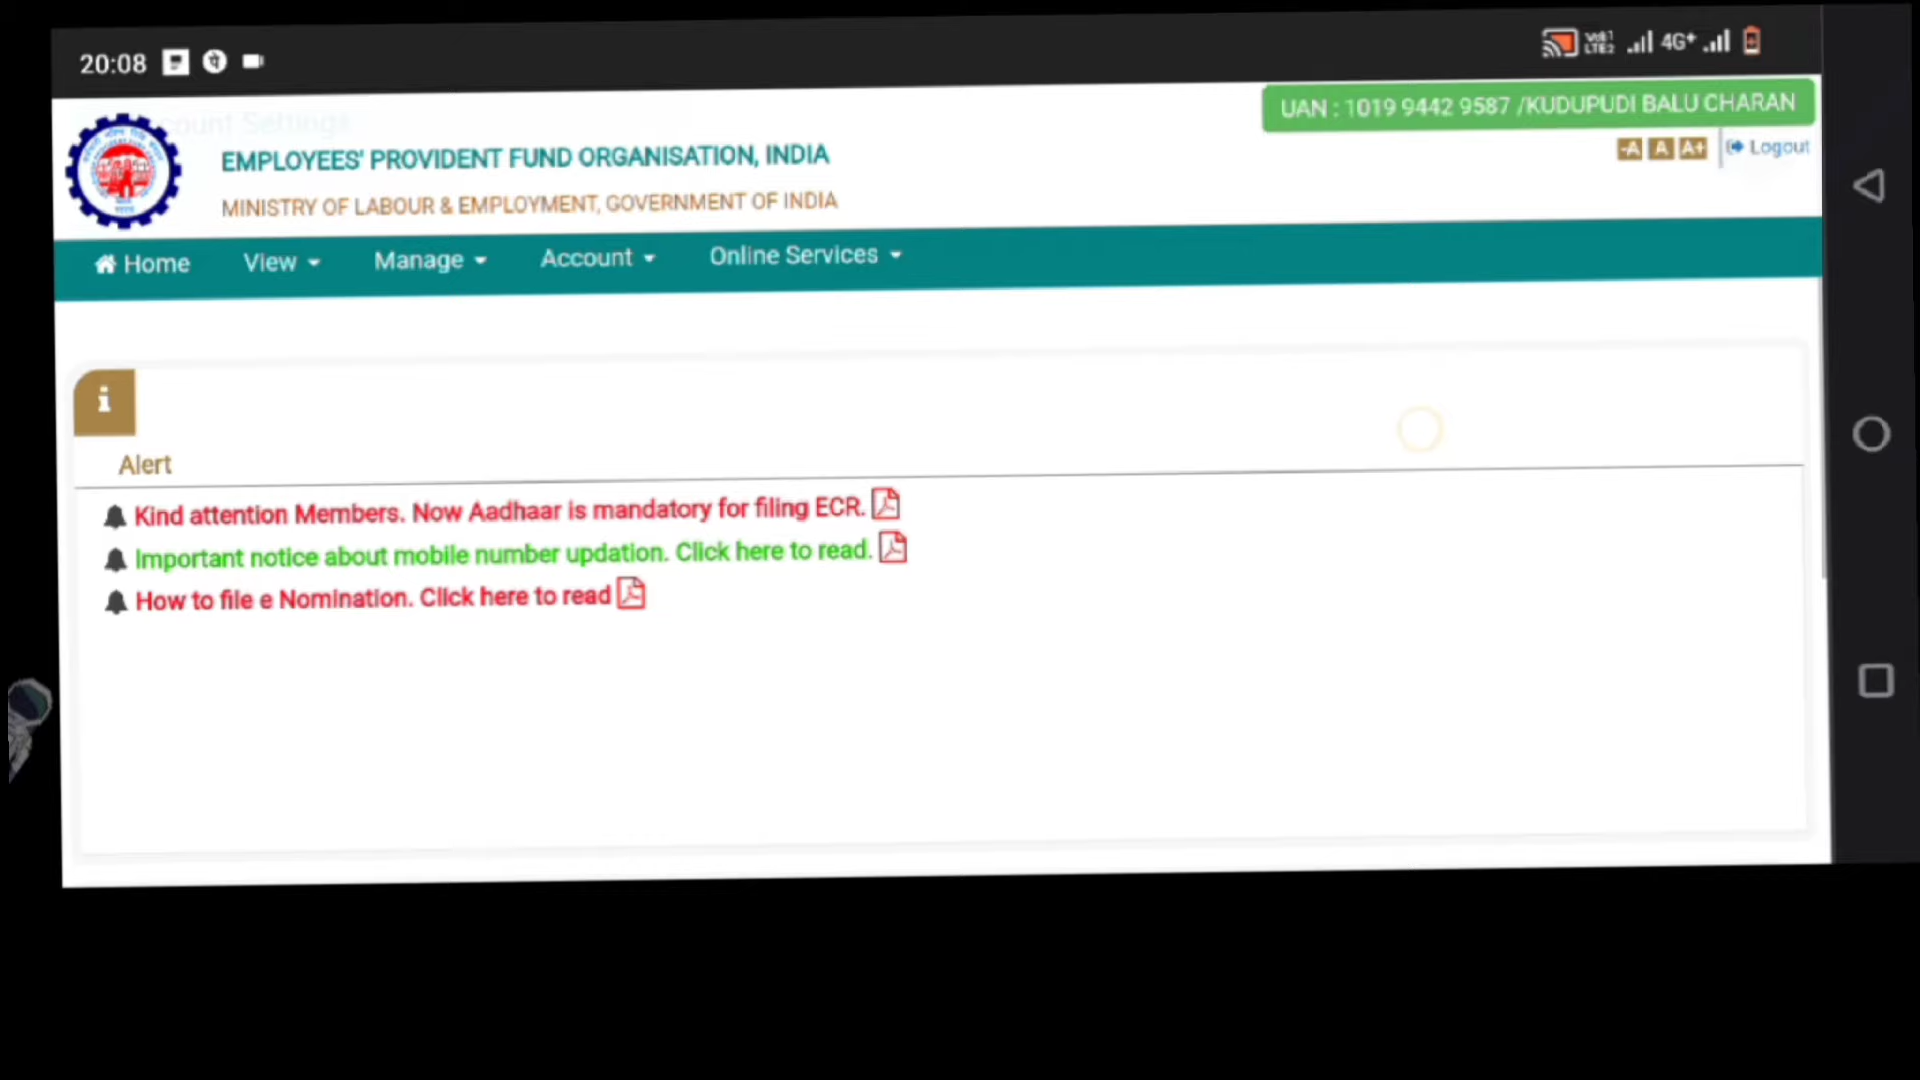 20:08
4G+
Account Settings
UAN : 1019 9442 9587 /KUDUPUDI BALU CHARAN
EMPLOYEES' PROVIDENT FUND ORGANISATION, INDIA
-A A A+ Logout
MINISTRY OF LABOUR & EMPLOYMENT, GOVERNMENT OF INDIA
Home View Manage Account Online Services
i
Alert
Kind attention Members. Now Aadhaar is mandatory for filing ECR.
Important notice about mobile number updation. Click here to read.
How to file e Nomination. Click here to read